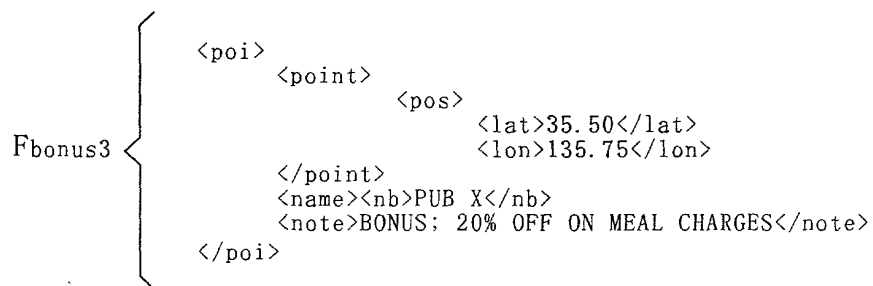 <poi>
<point>
<pos>
<lat>35.50</lat>
Fbonus3
<lon>135.75</lon>
</point>
<name><nb>PUB X</nb>
<note>BONUS; 20% OFF ON MEAL CHARGES</note>
</poi>